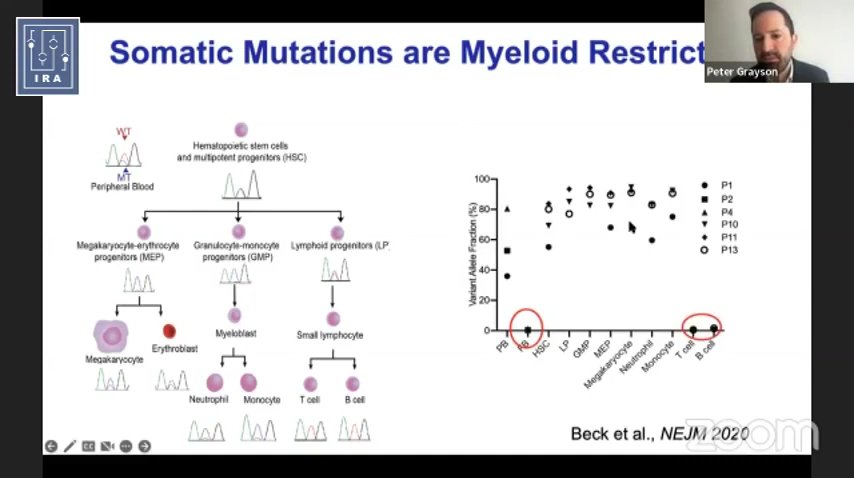 Somatic Mutations are Myeloid Restrict
IRA
Peter Grayson
WT
MT
Peripheral Blood
Hematopoietic stem cells
and multipotent progenitors (HSC)
Megakaryocyte-erythrocyte
progenitors (MEP)
Granulocyte-monocyte
progenitors (GMP)
Lymphoid progenitors (LP)
Megakaryocyte
Erythroblast
Myeloblast
Small lymphocyte
Neutrophil
Monocyte
T cell
B cell
Variant Allele Fraction (%)
100
80
60
40
20
0
PB
HSC
LP
GMP
MEP
Megakaryocyte
Neutrophil
Monocyte
T cell
B cell
P1
P2
P4
P10
P11
P13
Beck et al., NEJM 2020
zoom